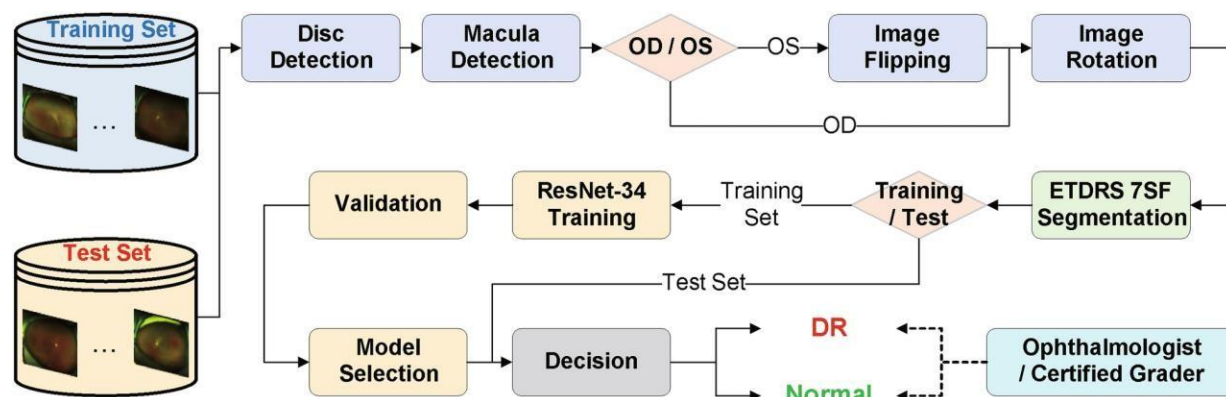 Training Set
...
Disc
Detection
Macula
Detection
OD / OS
OS
Image
Flipping
Image
Rotation
OD
Validation
ResNet-34
Training
Training
Set
Training
/ Test
ETDRS 7SF
Segmentation
Test Set
...
Test Set
Model
Selection
Decision
DR
Normal
Ophthalmologist
/ Certified Grader